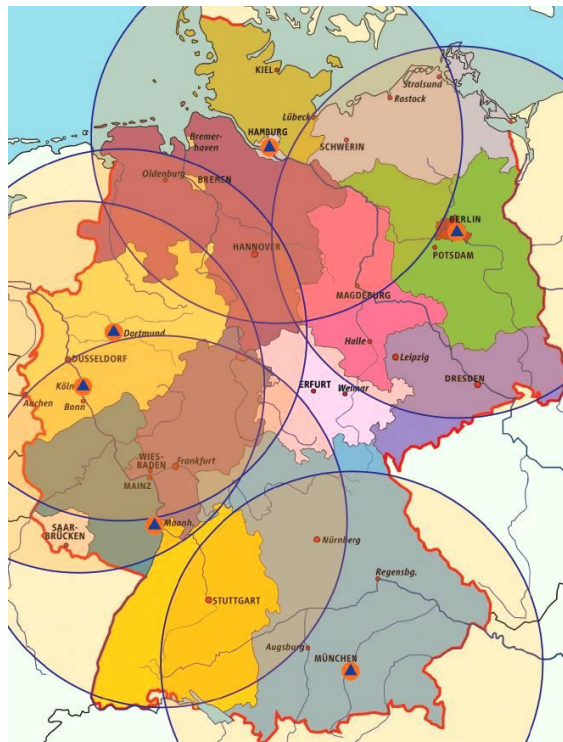 KIEL
Stralsund
Rostock
Lübeck
HAMBURG
SCHWERIN
Bremer-
haven
Oldenburg
BREMEN
BERLIN
HANNOVER
POTSDAM
MAGDEBURG
Dortmund
Halle
DÜSSELDORF
Leipzig
Köln
ERFURT
Weimar
DRESDEN
Aachen
Bonn
WIES-
BADEN
Frankfurt
MAINZ
Mannh.
SAAR-
BRÜCKEN
Nürnberg
Regensbg.
STUTTGART
Augsburg
MÜNCHEN